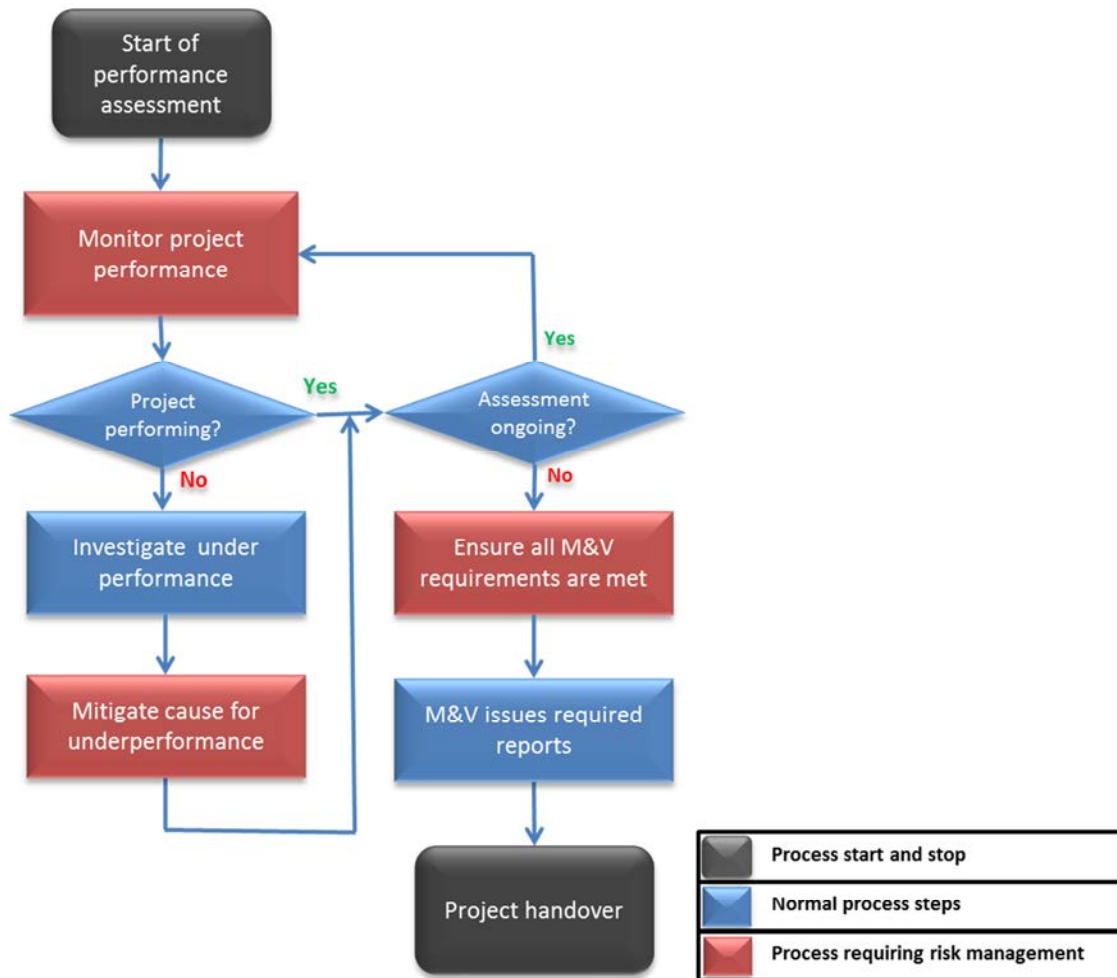 Start of
performance
assessment
Monitor project
performance
Yes
Project
performing?
Yes
Assessment
ongoing?
No
No
Investigate under
performance
Ensure all M&V
requirements are met
Mitigate cause for
underperformance
M&V issues required
reports
Project handover
Process start and stop
Normal process steps
Process requiring risk management